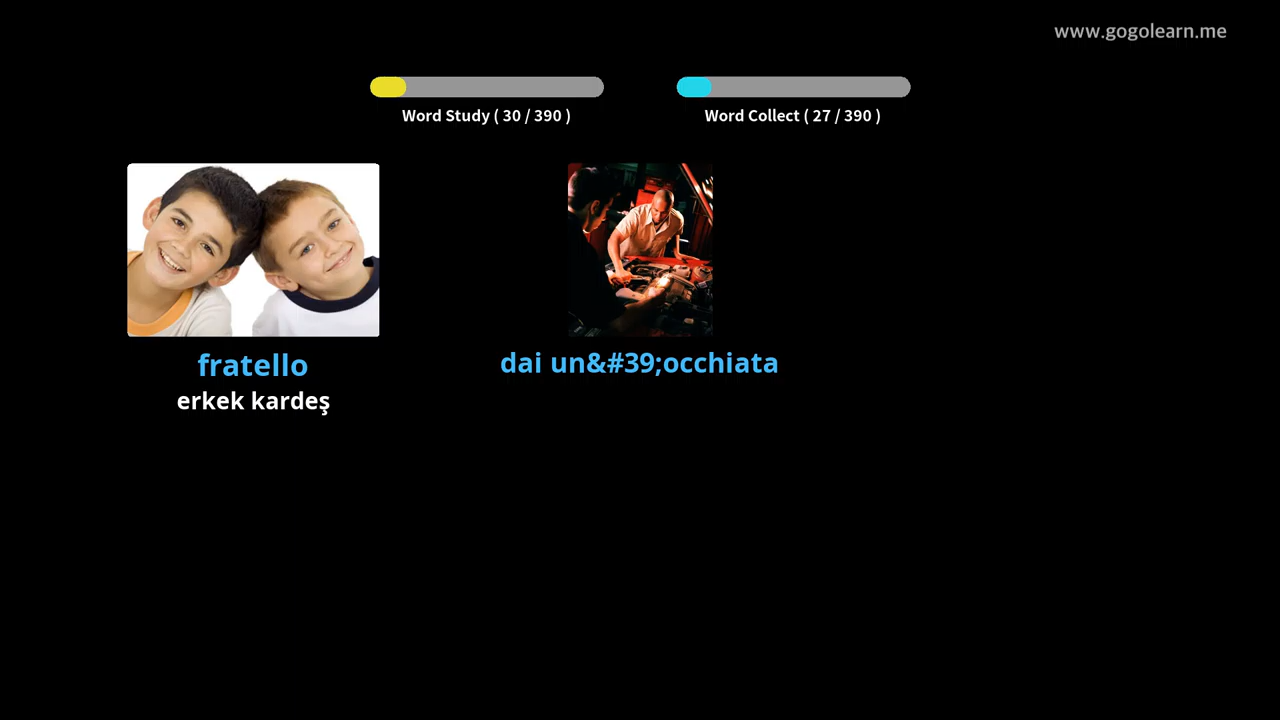 www.gogolearn.me
Word Study ( 30 / 390 )
Word Collect ( 27 / 390 )
fratello
erkek kardeş
dai un&#39;occhiata